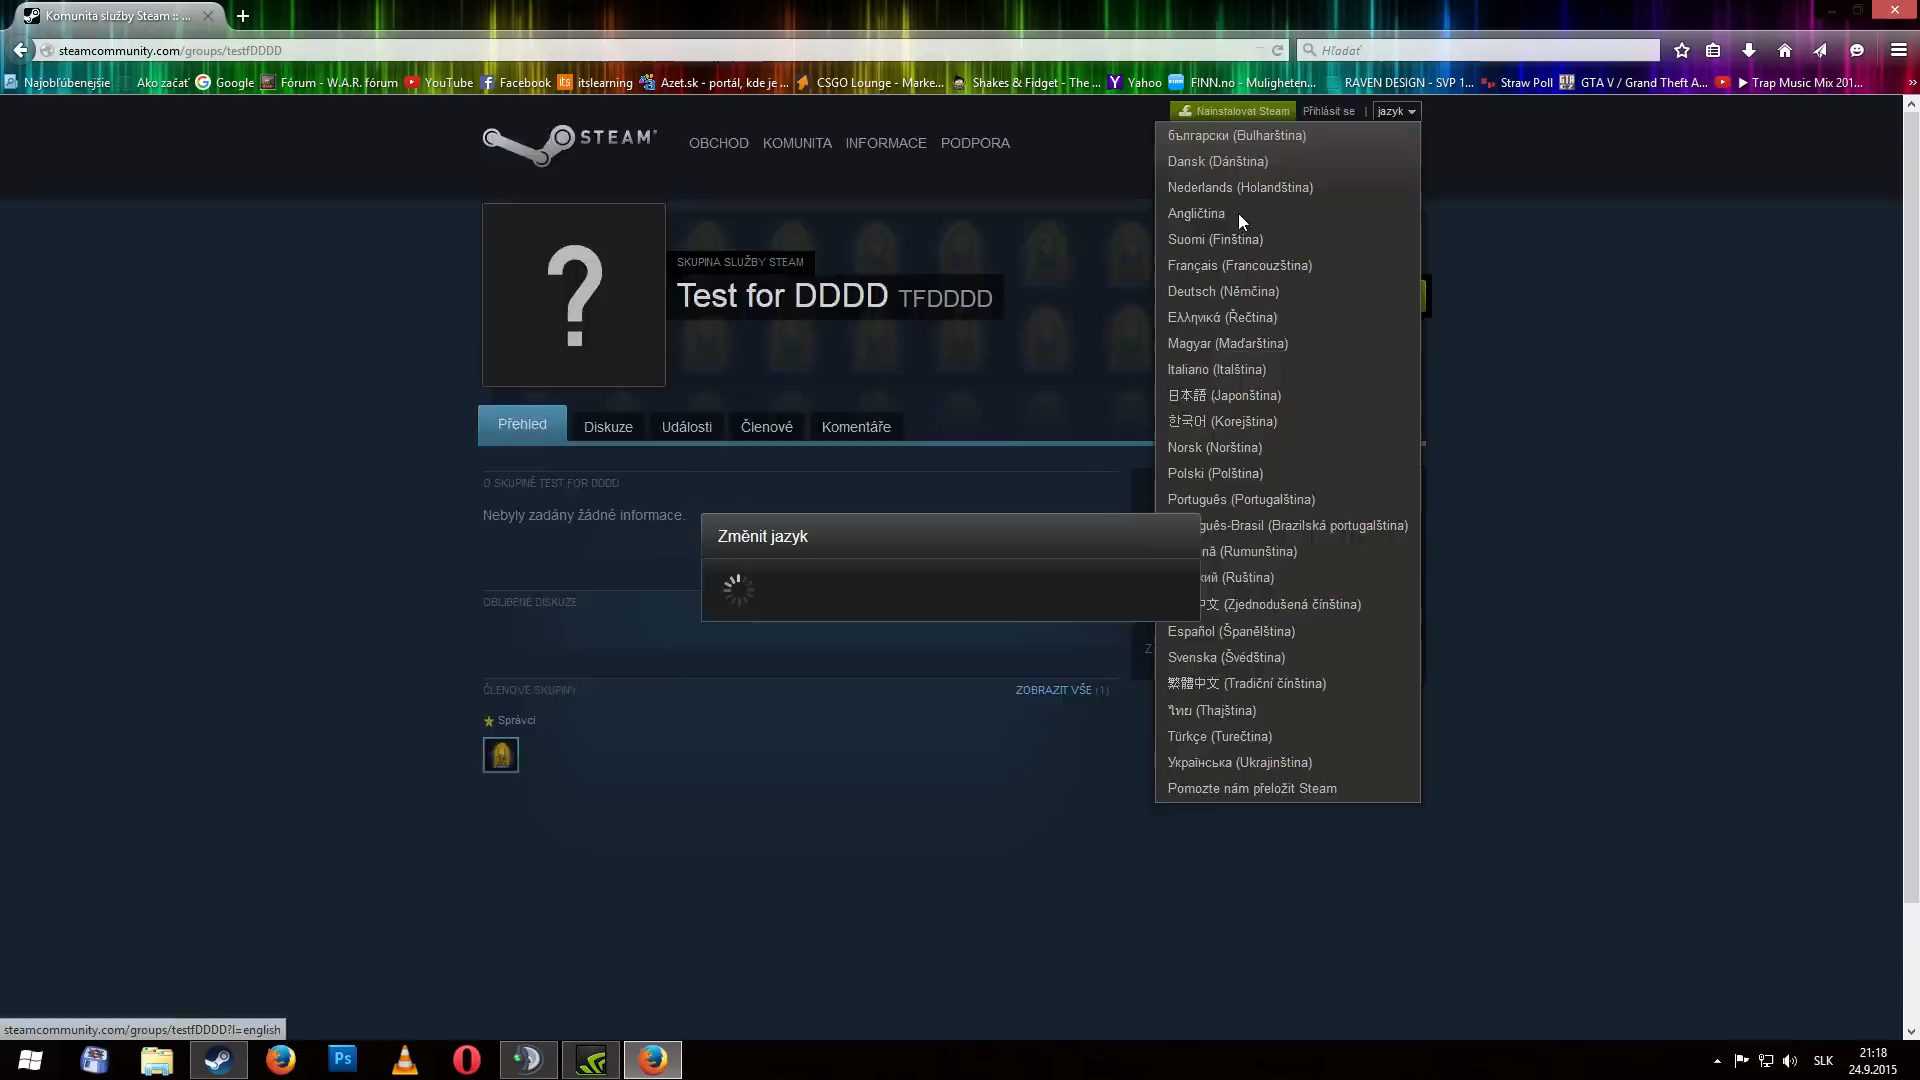 Komunita služby Steam :: ...
steamcommunity.com/groups/testfDDDD
Hľadať
Najobľúbenejšie
Ako začať
Google
Fórum - W.A.R. fórum
YouTube
Facebook
itslearning
Azet.sk - portál, kde je ...
CSGO Lounge - Marke...
Shakes & Fidget - The ...
Yahoo
FINN.no - Muligheten...
RAVEN DESIGN - SVP 1...
Straw Poll
GTA V / Grand Theft A...
▶ Trap Music Mix 201...
Nainstalovat Steam
Přihlásit se
|
jazyk
STEAM
OBCHOD
KOMUNITA
INFORMACE
PODPORA
български (Bulharština)
Dansk (Dánština)
Nederlands (Holandština)
Angličtina
Suomi (Finština)
Français (Francouzština)
Deutsch (Němčina)
Ελληνικά (Řečtina)
Magyar (Maďarština)
Italiano (Italština)
日本語 (Japonština)
한국어 (Korejština)
Norsk (Norština)
Polski (Polština)
Português (Portugalština)
guês-Brasil (Brazilská portugalština)
nă (Rumunština)
кий (Ruština)
中文 (Zjednodušená čínština)
Español (Španělština)
Svenska (Švédština)
繁體中文 (Tradiční čínština)
ไทย (Thajština)
Türkçe (Turečtina)
Українська (Ukrajinština)
Pomozte nám přeložit Steam
?
SKUPINA SLUŽBY STEAM
Test for DDDD TFDDDD
Přehled
Diskuze
Události
Členové
Komentáře
O SKUPINĚ TEST FOR DDDD
Nebyly zadány žádné informace.
Změnit jazyk
OBLÍBENÉ DISKUZE
Z
ČLENOVÉ SKUPINY
ZOBRAZIT VŠE (1)
Správci
steamcommunity.com/groups/testfDDDD?l=english
Ps
SLK
21:18
24.9.2015